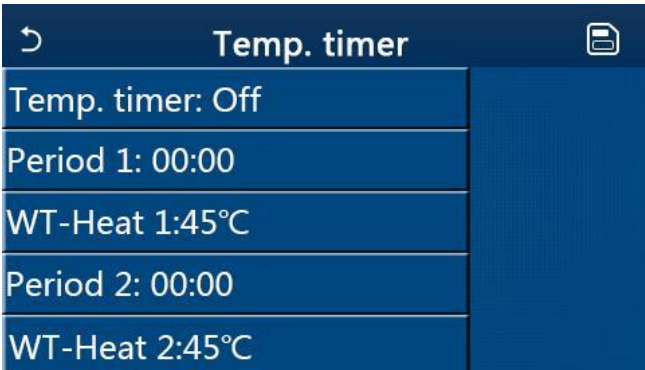 Temp. timer
Temp. timer: Off
Period 1: 00:00
WT-Heat 1:45℃
Period 2: 00:00
WT-Heat 2:45℃